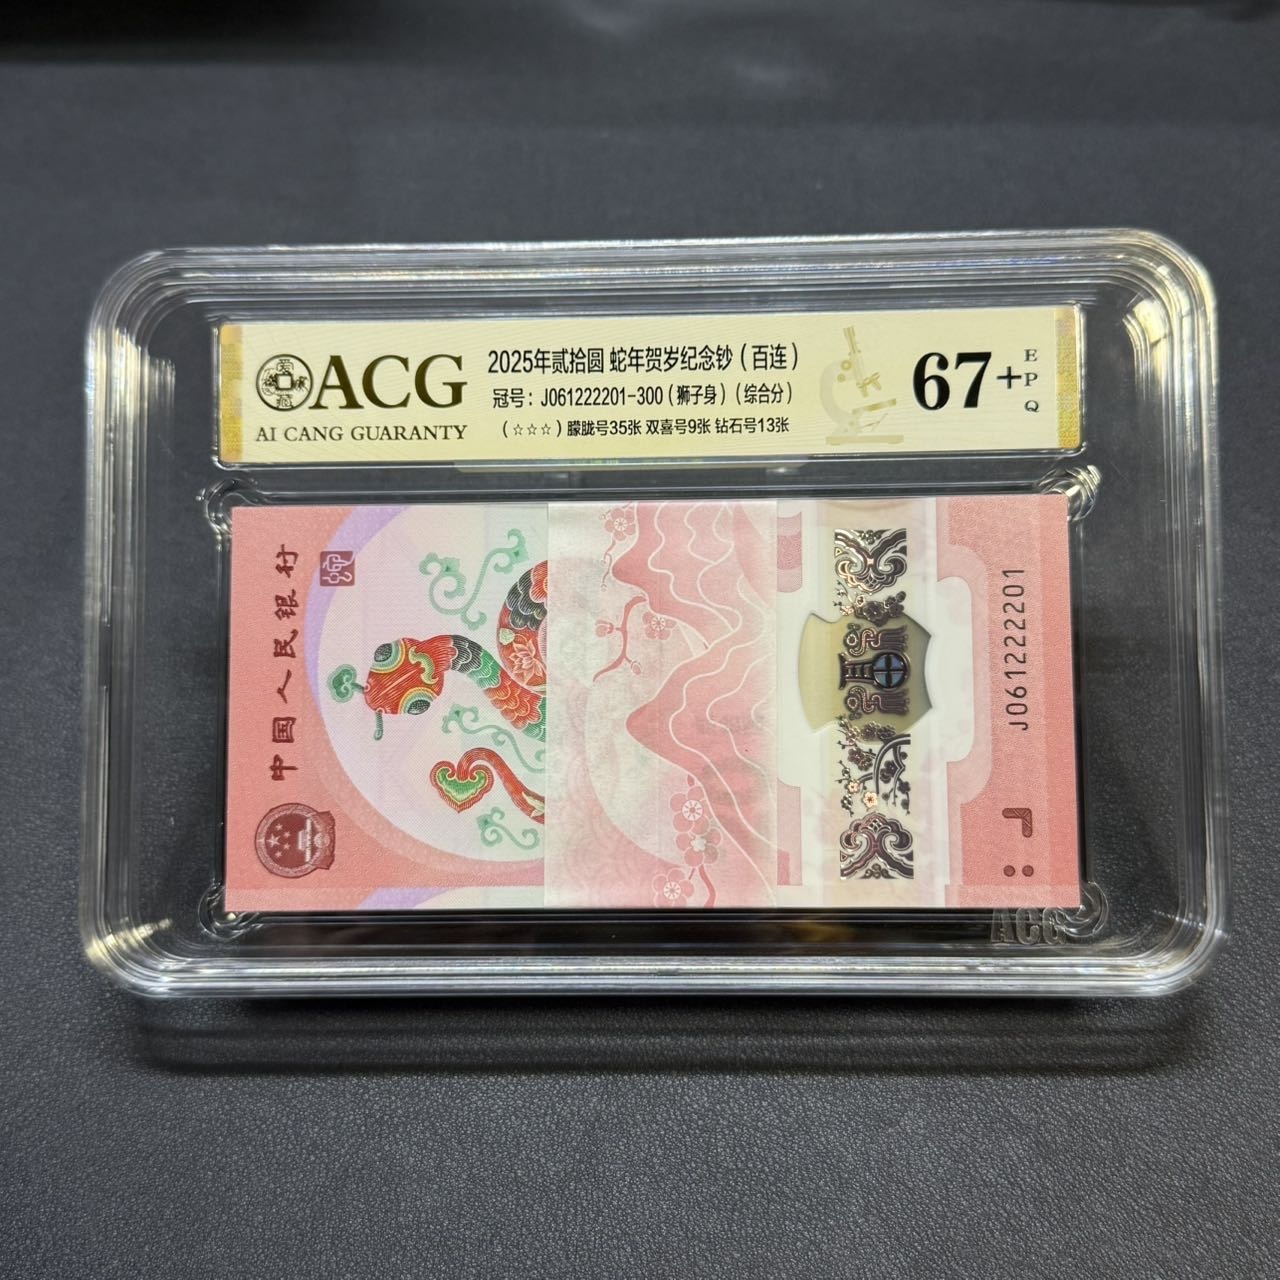 ACG
AI CANG GUARANTY
2025年贰拾圆 蛇年贺岁纪念钞（百连）
冠号：J061222201-300（狮子身）（综合分）
（☆☆☆）朦胧号35张 双喜号9张 钻石号13张
67+
EPQ
中国人民银行
J061222201
ACG